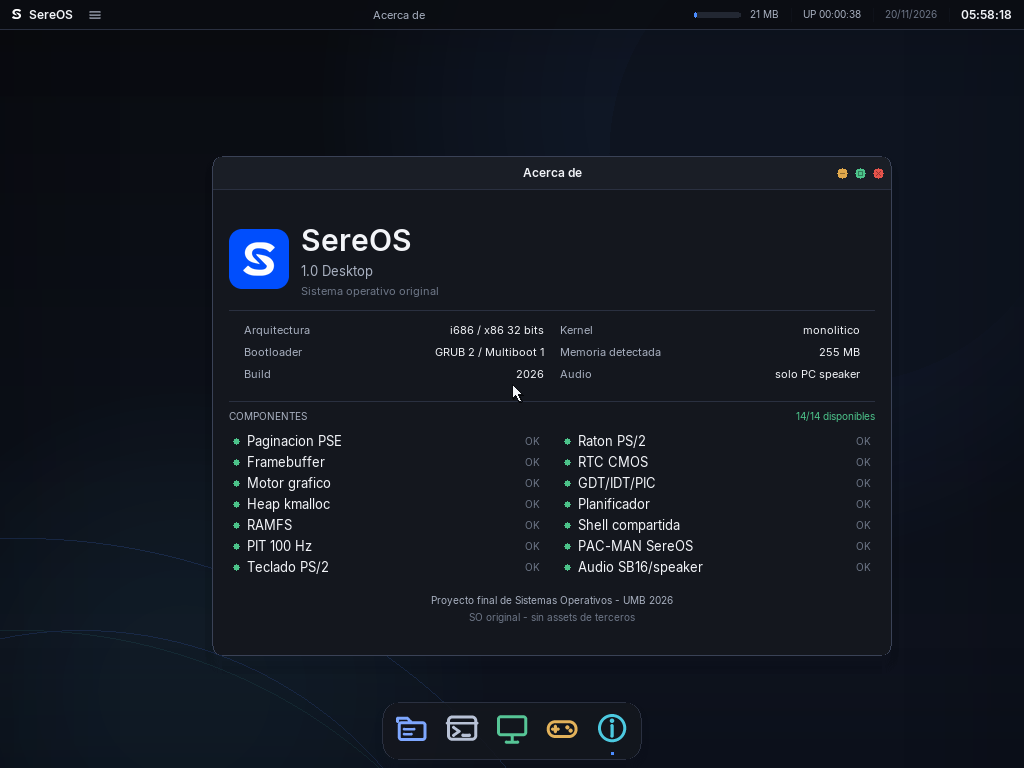 SereOS Acerca de 21 MB UP 00:00:38 20/11/2026 05:58:18
Acerca de
SereOS
1.0 Desktop
Sistema operativo original
Arquitectura i686 / x86 32 bits Kernel monolitico
Bootloader GRUB 2 / Multiboot 1 Memoria detectada 255 MB
Build 2026 Audio solo PC speaker
COMPONENTES 14/14 disponibles
Paginacion PSE OK Raton PS/2 OK
Framebuffer OK RTC CMOS OK
Motor grafico OK GDT/IDT/PIC OK
Heap kmalloc OK Planificador OK
RAMFS OK Shell compartida OK
PIT 100 Hz OK PAC-MAN SereOS OK
Teclado PS/2 OK Audio SB16/speaker OK
Proyecto final de Sistemas Operativos - UMB 2026
SO original - sin assets de terceros